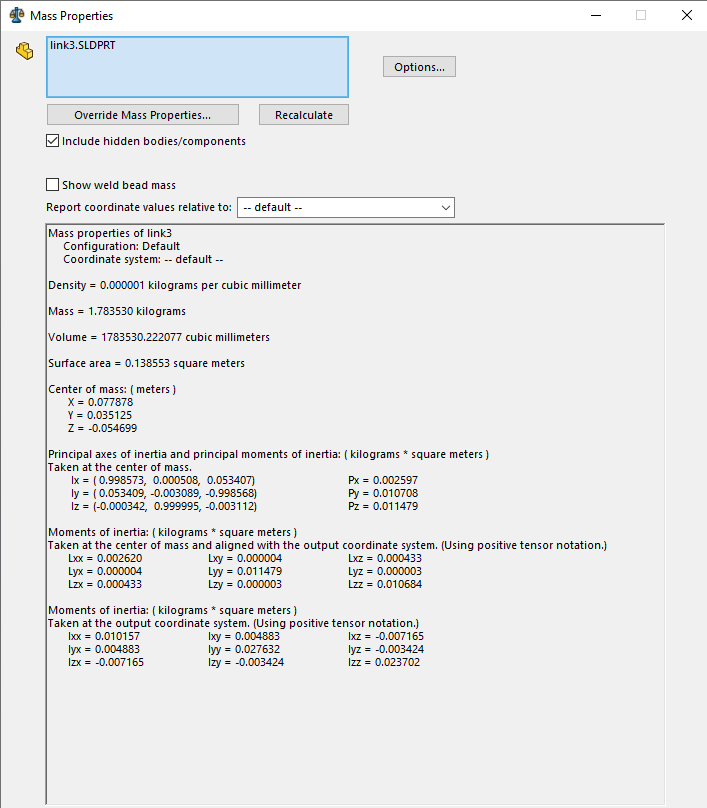 Mass Properties
link3.SLDPRT
Options...
Override Mass Properties...
Recalculate
Include hidden bodies/components
Show weld bead mass
Report coordinate values relative to: -- default --
Mass properties of link3
Configuration: Default
Coordinate system: -- default --
Density = 0.000001 kilograms per cubic millimeter
Mass = 1.783530 kilograms
Volume = 1783530.222077 cubic millimeters
Surface area = 0.138553 square meters
Center of mass: ( meters )
X = 0.077878
Y = 0.035125
Z = -0.054699
Principal axes of inertia and principal moments of inertia: ( kilograms * square meters )
Taken at the center of mass.
Ix = ( 0.998573, 0.000508, 0.053407) Px = 0.002597
Iy = ( 0.053409, -0.003089, -0.998568) Py = 0.010708
Iz = (-0.000342, 0.999995, -0.003112) Pz = 0.011479
Moments of inertia: ( kilograms * square meters )
Taken at the center of mass and aligned with the output coordinate system. (Using positive tensor notation.)
Lxx = 0.002620 Lxy = 0.000004 Lxz = 0.000433
Lyx = 0.000004 Lyy = 0.011479 Lyz = 0.000003
Lzx = 0.000433 Lzy = 0.000003 Lzz = 0.010684
Moments of inertia: ( kilograms * square meters )
Taken at the output coordinate system. (Using positive tensor notation.)
Ixx = 0.010157 Ixy = 0.004883 Ixz = -0.007165
Iyx = 0.004883 Iyy = 0.027632 Iyz = -0.003424
Izx = -0.007165 Izy = -0.003424 Izz = 0.023702